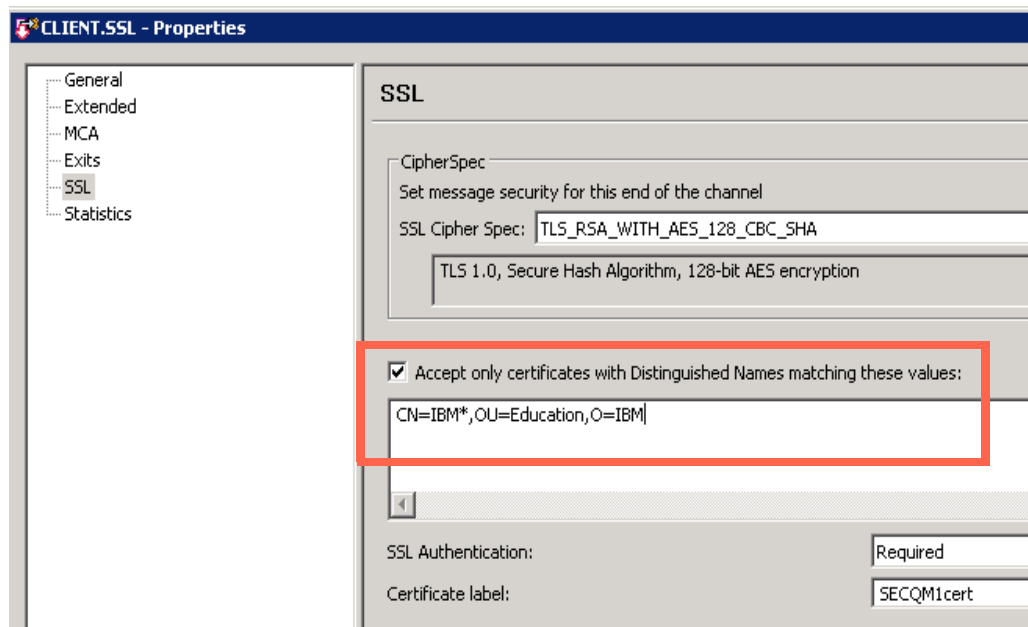 CLIENT.SSL - Properties
General
Extended
MCA
Exits
SSL
Statistics
SSL
CipherSpec
Set message security for this end of the channel
SSL Cipher Spec: TLS_RSA_WITH_AES_128_CBC_SHA
TLS 1.0, Secure Hash Algorithm, 128-bit AES encryption
Accept only certificates with Distinguished Names matching these values:
CN=IBM*,OU=Education,O=IBM
SSL Authentication: Required
Certificate label: SECQM1cert